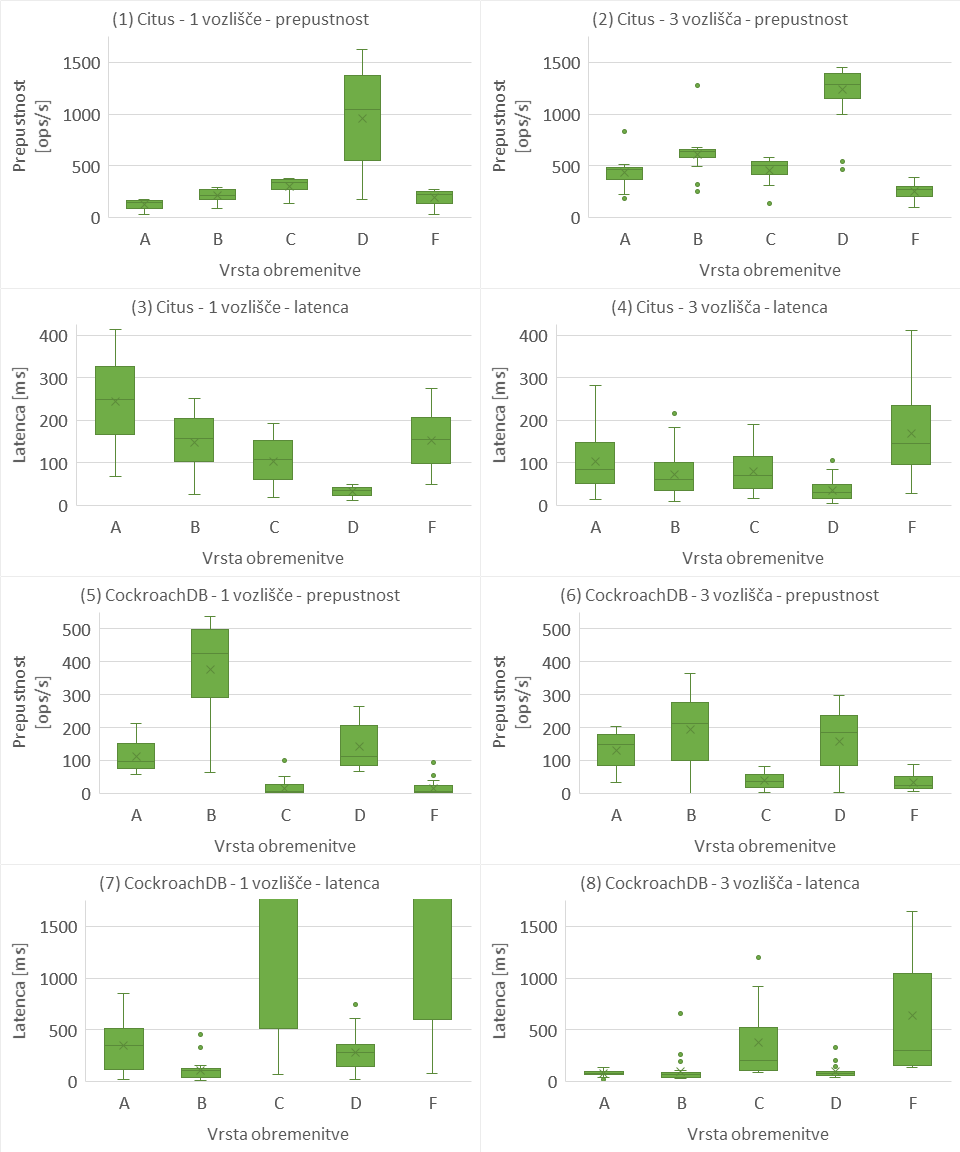 (1) Citus - 1 vozlišče - prepustnost
Prepustnost
[ops/s]
1500
1000
500
0
A B C D F
Vrsta obremenitve
(2) Citus - 3 vozlišča - prepustnost
Prepustnost
[ops/s]
1500
1000
500
0
A B C D F
Vrsta obremenitve
(3) Citus - 1 vozlišče - latenca
Latenca [ms]
400
300
200
100
0
A B C D F
Vrsta obremenitve
(4) Citus - 3 vozlišča - latenca
Latenca [ms]
400
300
200
100
0
A B C D F
Vrsta obremenitve
(5) CockroachDB - 1 vozlišče - prepustnost
Prepustnost
[ops/s]
500
400
300
200
100
0
A B C D F
Vrsta obremenitve
(6) CockroachDB - 3 vozlišča - prepustnost
Prepustnost
[ops/s]
500
400
300
200
100
0
A B C D F
Vrsta obremenitve
(7) CockroachDB - 1 vozlišče - latenca
Latenca [ms]
1500
1000
500
0
A B C D F
Vrsta obremenitve
(8) CockroachDB - 3 vozlišča - latenca
Latenca [ms]
1500
1000
500
0
A B C D F
Vrsta obremenitve